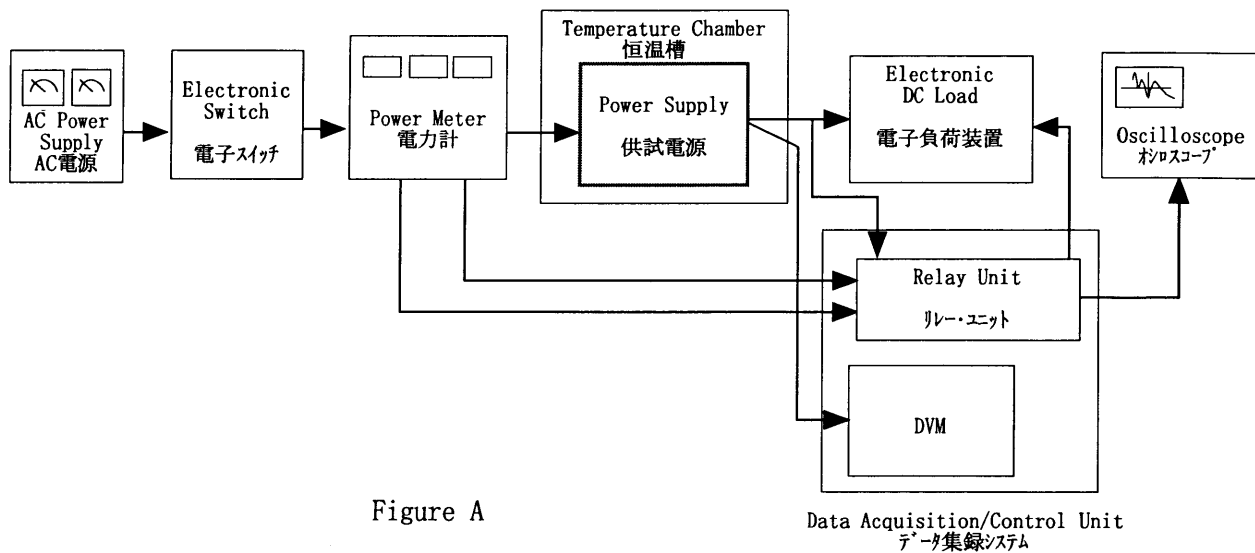 AC Power
Supply
AC電源
Electronic
Switch
電子スイッチ
Power Meter
電力計
Temperature Chamber
恒温槽
Power Supply
供試電源
Electronic
DC Load
電子負荷装置
Oscilloscope
オシロスコープ
Relay Unit
リレー・ユニット
DVM
Data Acquisition/Control Unit
データ集録システム
Figure A